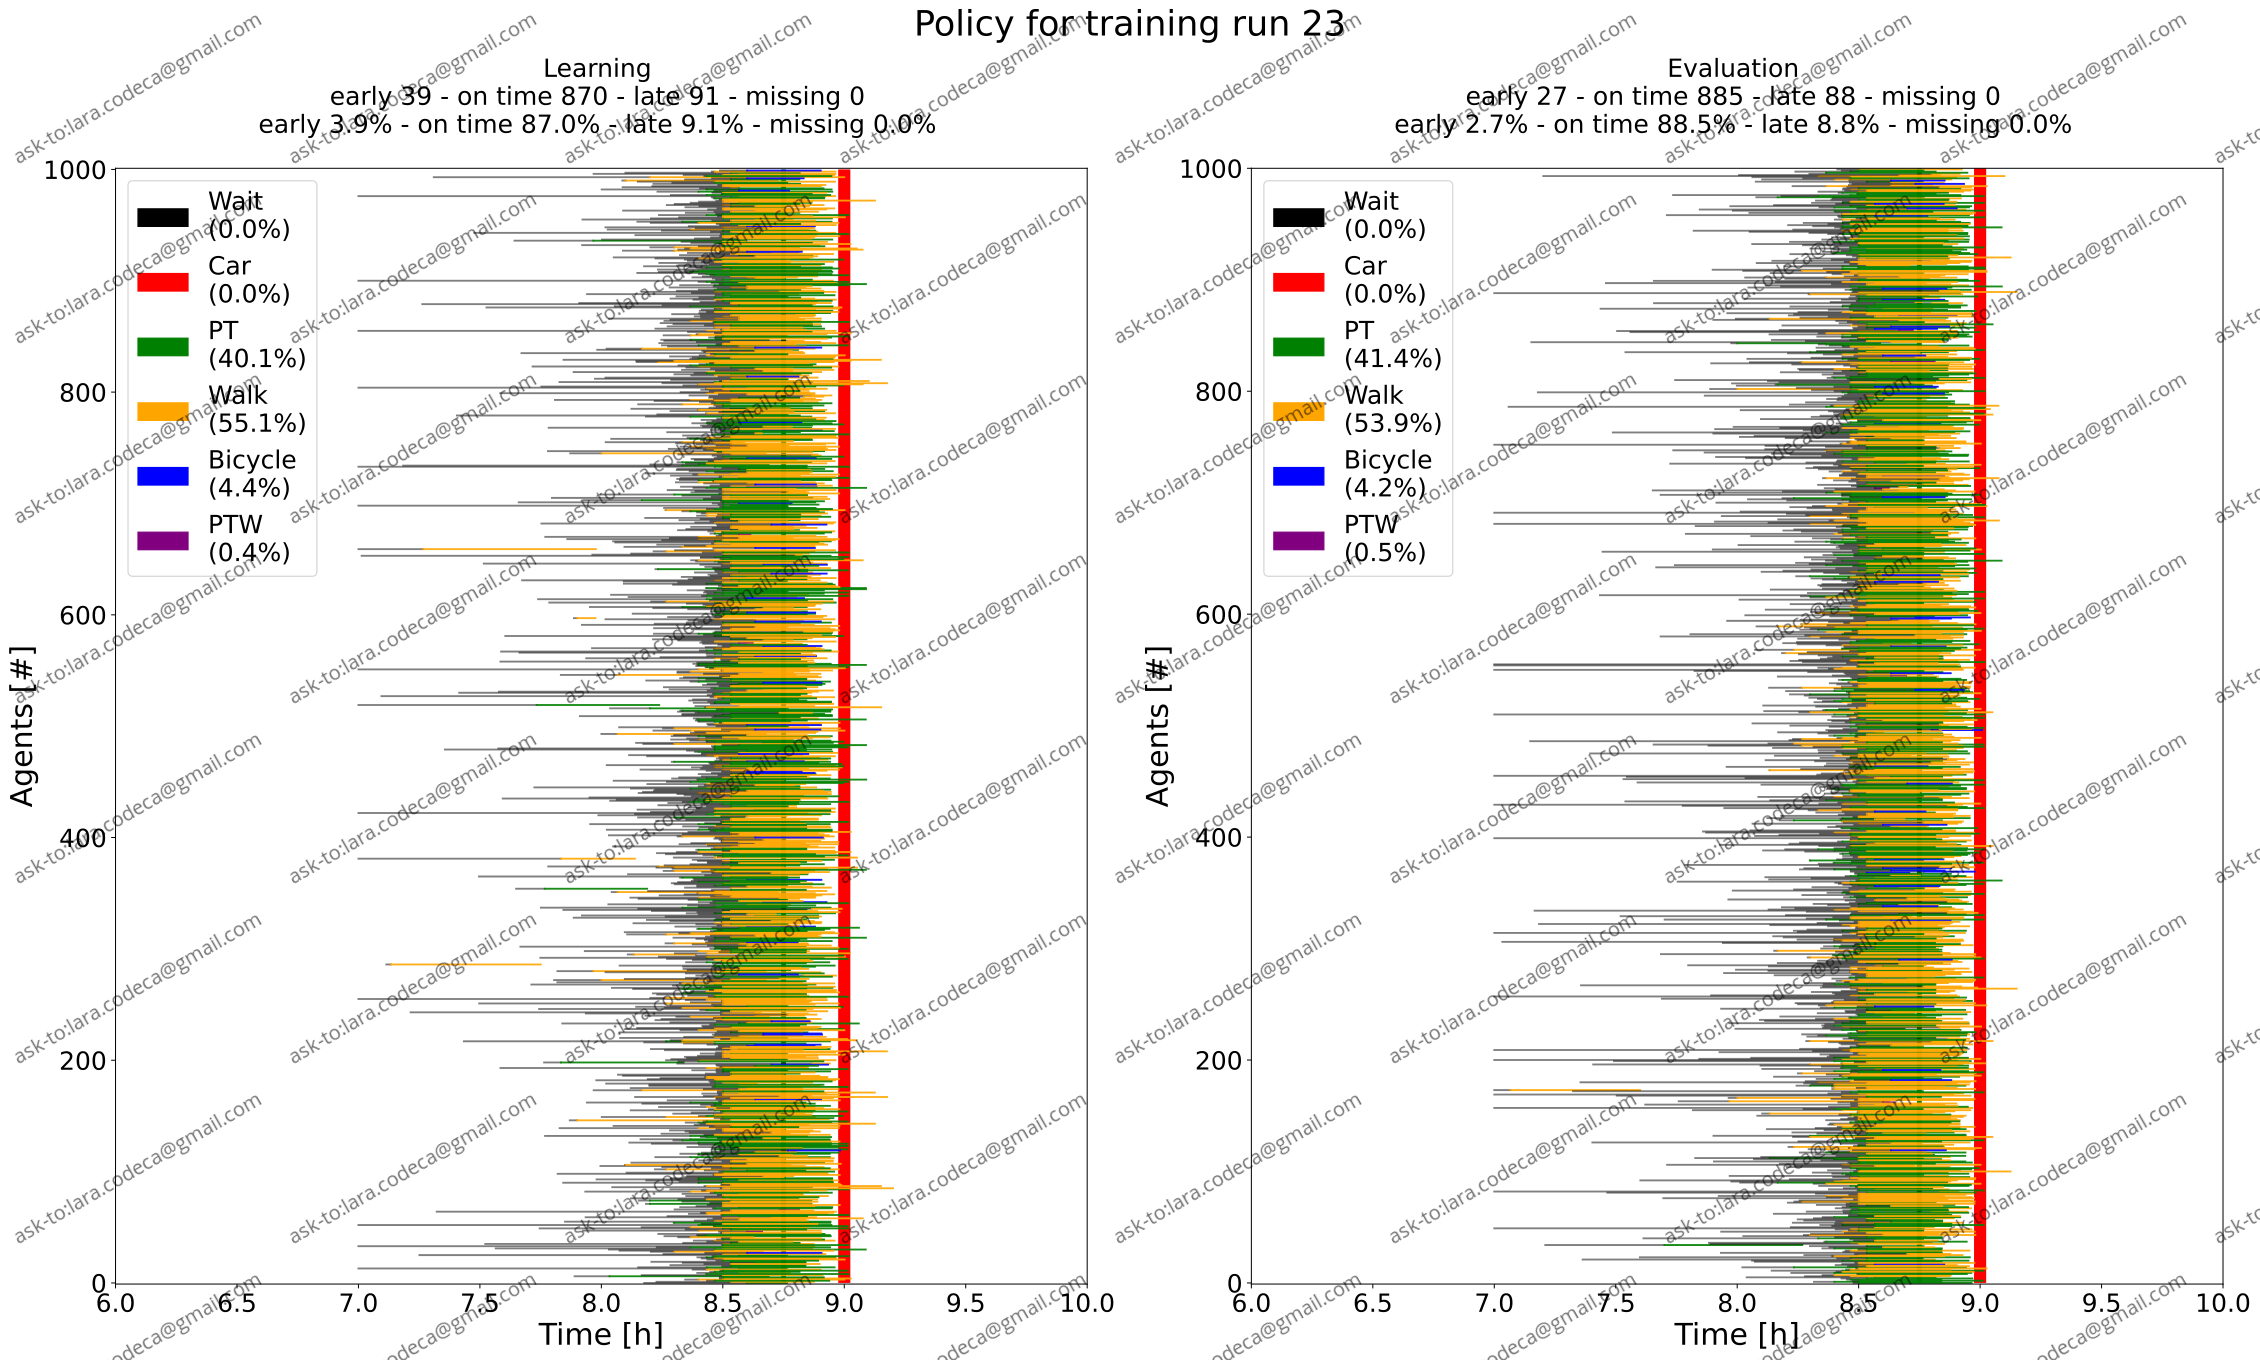 Policy for training run 23
Learning
early 39 - on time 870 - late 91 - missing 0
early 3.9% - on time 87.0% - late 9.1% - missing 0.0%
1000
800
600
400
200
0
Agents [#]
Wait
(0.0%)
Car
(0.0%)
PT
(40.1%)
Walk
(55.1%)
Bicycle
(4.4%)
PTW
(0.4%)
6.0 6.5 7.0 7.5 8.0 8.5 9.0 9.5 10.0
Time [h]
Evaluation
early 27 - on time 885 - late 88 - missing 0
early 2.7% - on time 88.5% - late 8.8% - missing 0.0%
1000
800
600
400
200
0
Agents [#]
Wait
(0.0%)
Car
(0.0%)
PT
(41.4%)
Walk
(53.9%)
Bicycle
(4.2%)
PTW
(0.5%)
6.0 6.5 7.0 7.5 8.0 8.5 9.0 9.5 10.0
Time [h]
ask-to:lara.codeca@gmail.com